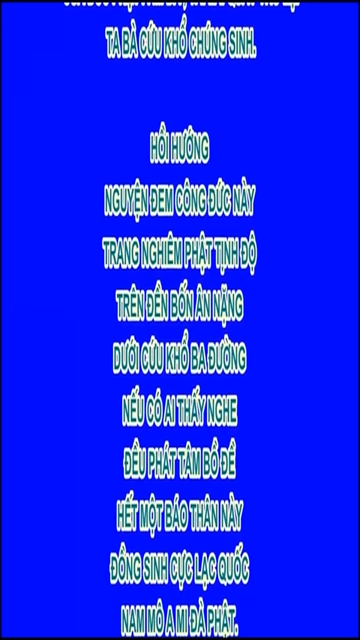 TA BÀ CỨU KHỔ CHÚNG SINH.
HỒI HƯỚNG
NGUYỆN ĐEM CÔNG ĐỨC NÀY
TRANG NGHIÊM PHẬT TỊNH ĐỘ
TRÊN ĐỀN BỐN ÂN NẶNG
DƯỚI CỨU KHỔ BA ĐƯỜNG
NẾU CÓ AI THẤY NGHE
ĐỀU PHÁT TÂM BỒ ĐỀ
HẾT MỘT BÁO THÂN NÀY
ĐỒNG SINH CỰC LẠC QUỐC
NAM MÔ A MI ĐÀ PHẬT.